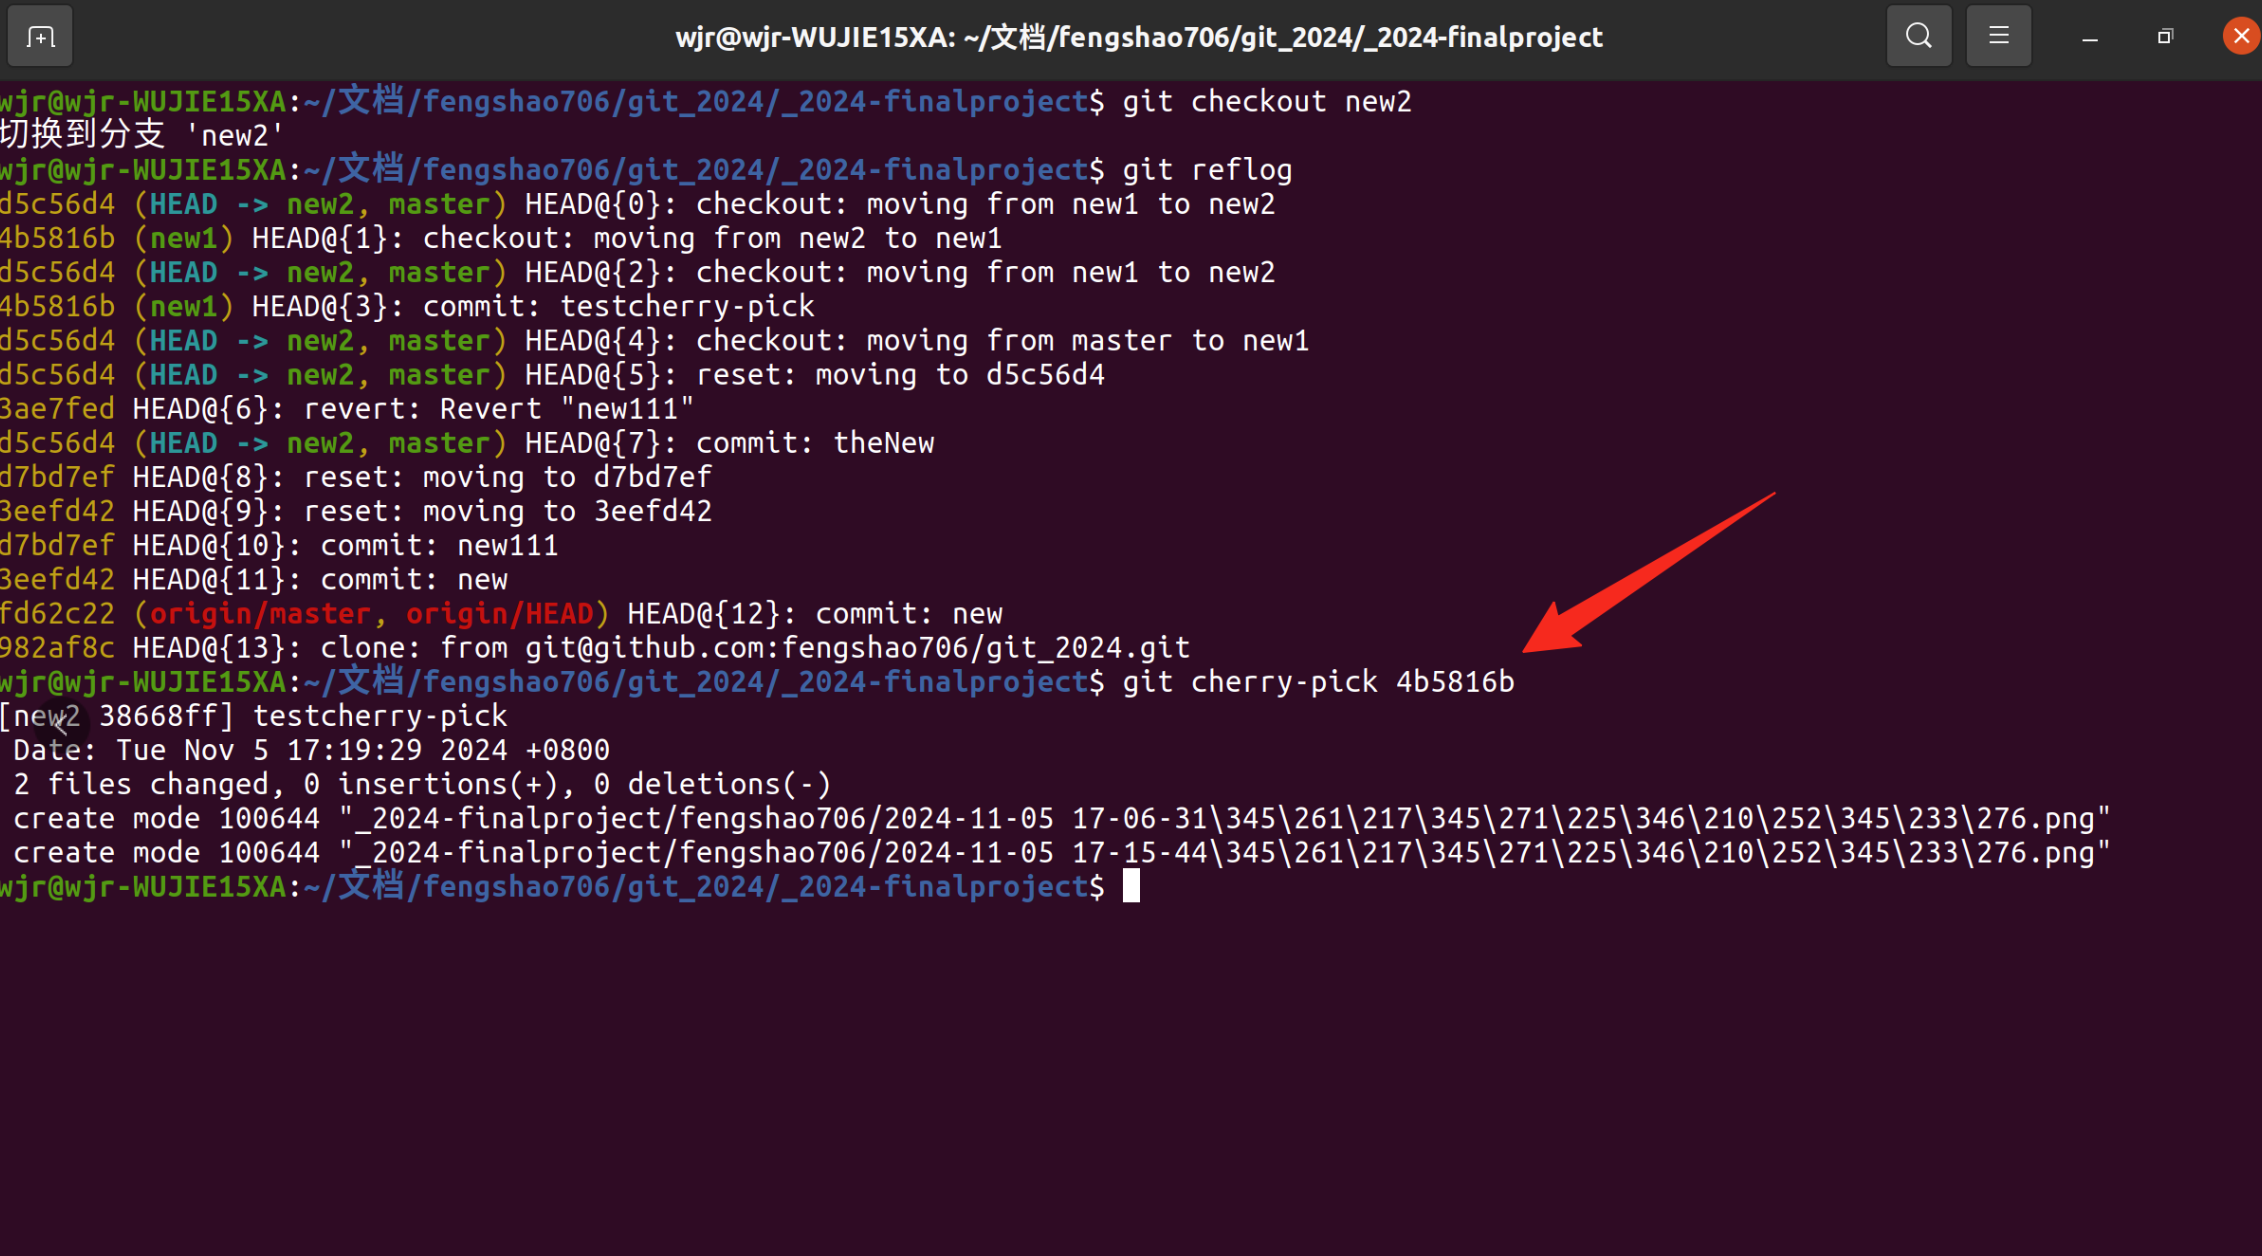 wjr@wjr-WUJIE15XA: ~/文档/fengshao706/git_2024/_2024-finalproject
wjr@wjr-WUJIE15XA:~/文档/fengshao706/git_2024/_2024-finalproject$ git checkout new2
切换到分支 'new2'
wjr@wjr-WUJIE15XA:~/文档/fengshao706/git_2024/_2024-finalproject$ git reflog
d5c56d4 (HEAD -> new2, master) HEAD@{0}: checkout: moving from new1 to new2
4b5816b (new1) HEAD@{1}: checkout: moving from new2 to new1
d5c56d4 (HEAD -> new2, master) HEAD@{2}: checkout: moving from new1 to new2
4b5816b (new1) HEAD@{3}: commit: testcherry-pick
d5c56d4 (HEAD -> new2, master) HEAD@{4}: checkout: moving from master to new1
d5c56d4 (HEAD -> new2, master) HEAD@{5}: reset: moving to d5c56d4
3ae7fed HEAD@{6}: revert: Revert "new111"
d5c56d4 (HEAD -> new2, master) HEAD@{7}: commit: theNew
d7bd7ef HEAD@{8}: reset: moving to d7bd7ef
3eefd42 HEAD@{9}: reset: moving to 3eefd42
d7bd7ef HEAD@{10}: commit: new111
3eefd42 HEAD@{11}: commit: new
fd62c22 (origin/master, origin/HEAD) HEAD@{12}: commit: new
982af8c HEAD@{13}: clone: from git@github.com:fengshao706/git_2024.git
wjr@wjr-WUJIE15XA:~/文档/fengshao706/git_2024/_2024-finalproject$ git cherry-pick 4b5816b
[new2 38668ff] testcherry-pick
 Date: Tue Nov 5 17:19:29 2024 +0800
 2 files changed, 0 insertions(+), 0 deletions(-)
 create mode 100644 "_2024-finalproject/fengshao706/2024-11-05 17-06-31\345\261\217\345\271\225\346\210\252\345\233\276.png"
 create mode 100644 "_2024-finalproject/fengshao706/2024-11-05 17-15-44\345\261\217\345\271\225\346\210\252\345\233\276.png"
wjr@wjr-WUJIE15XA:~/文档/fengshao706/git_2024/_2024-finalproject$